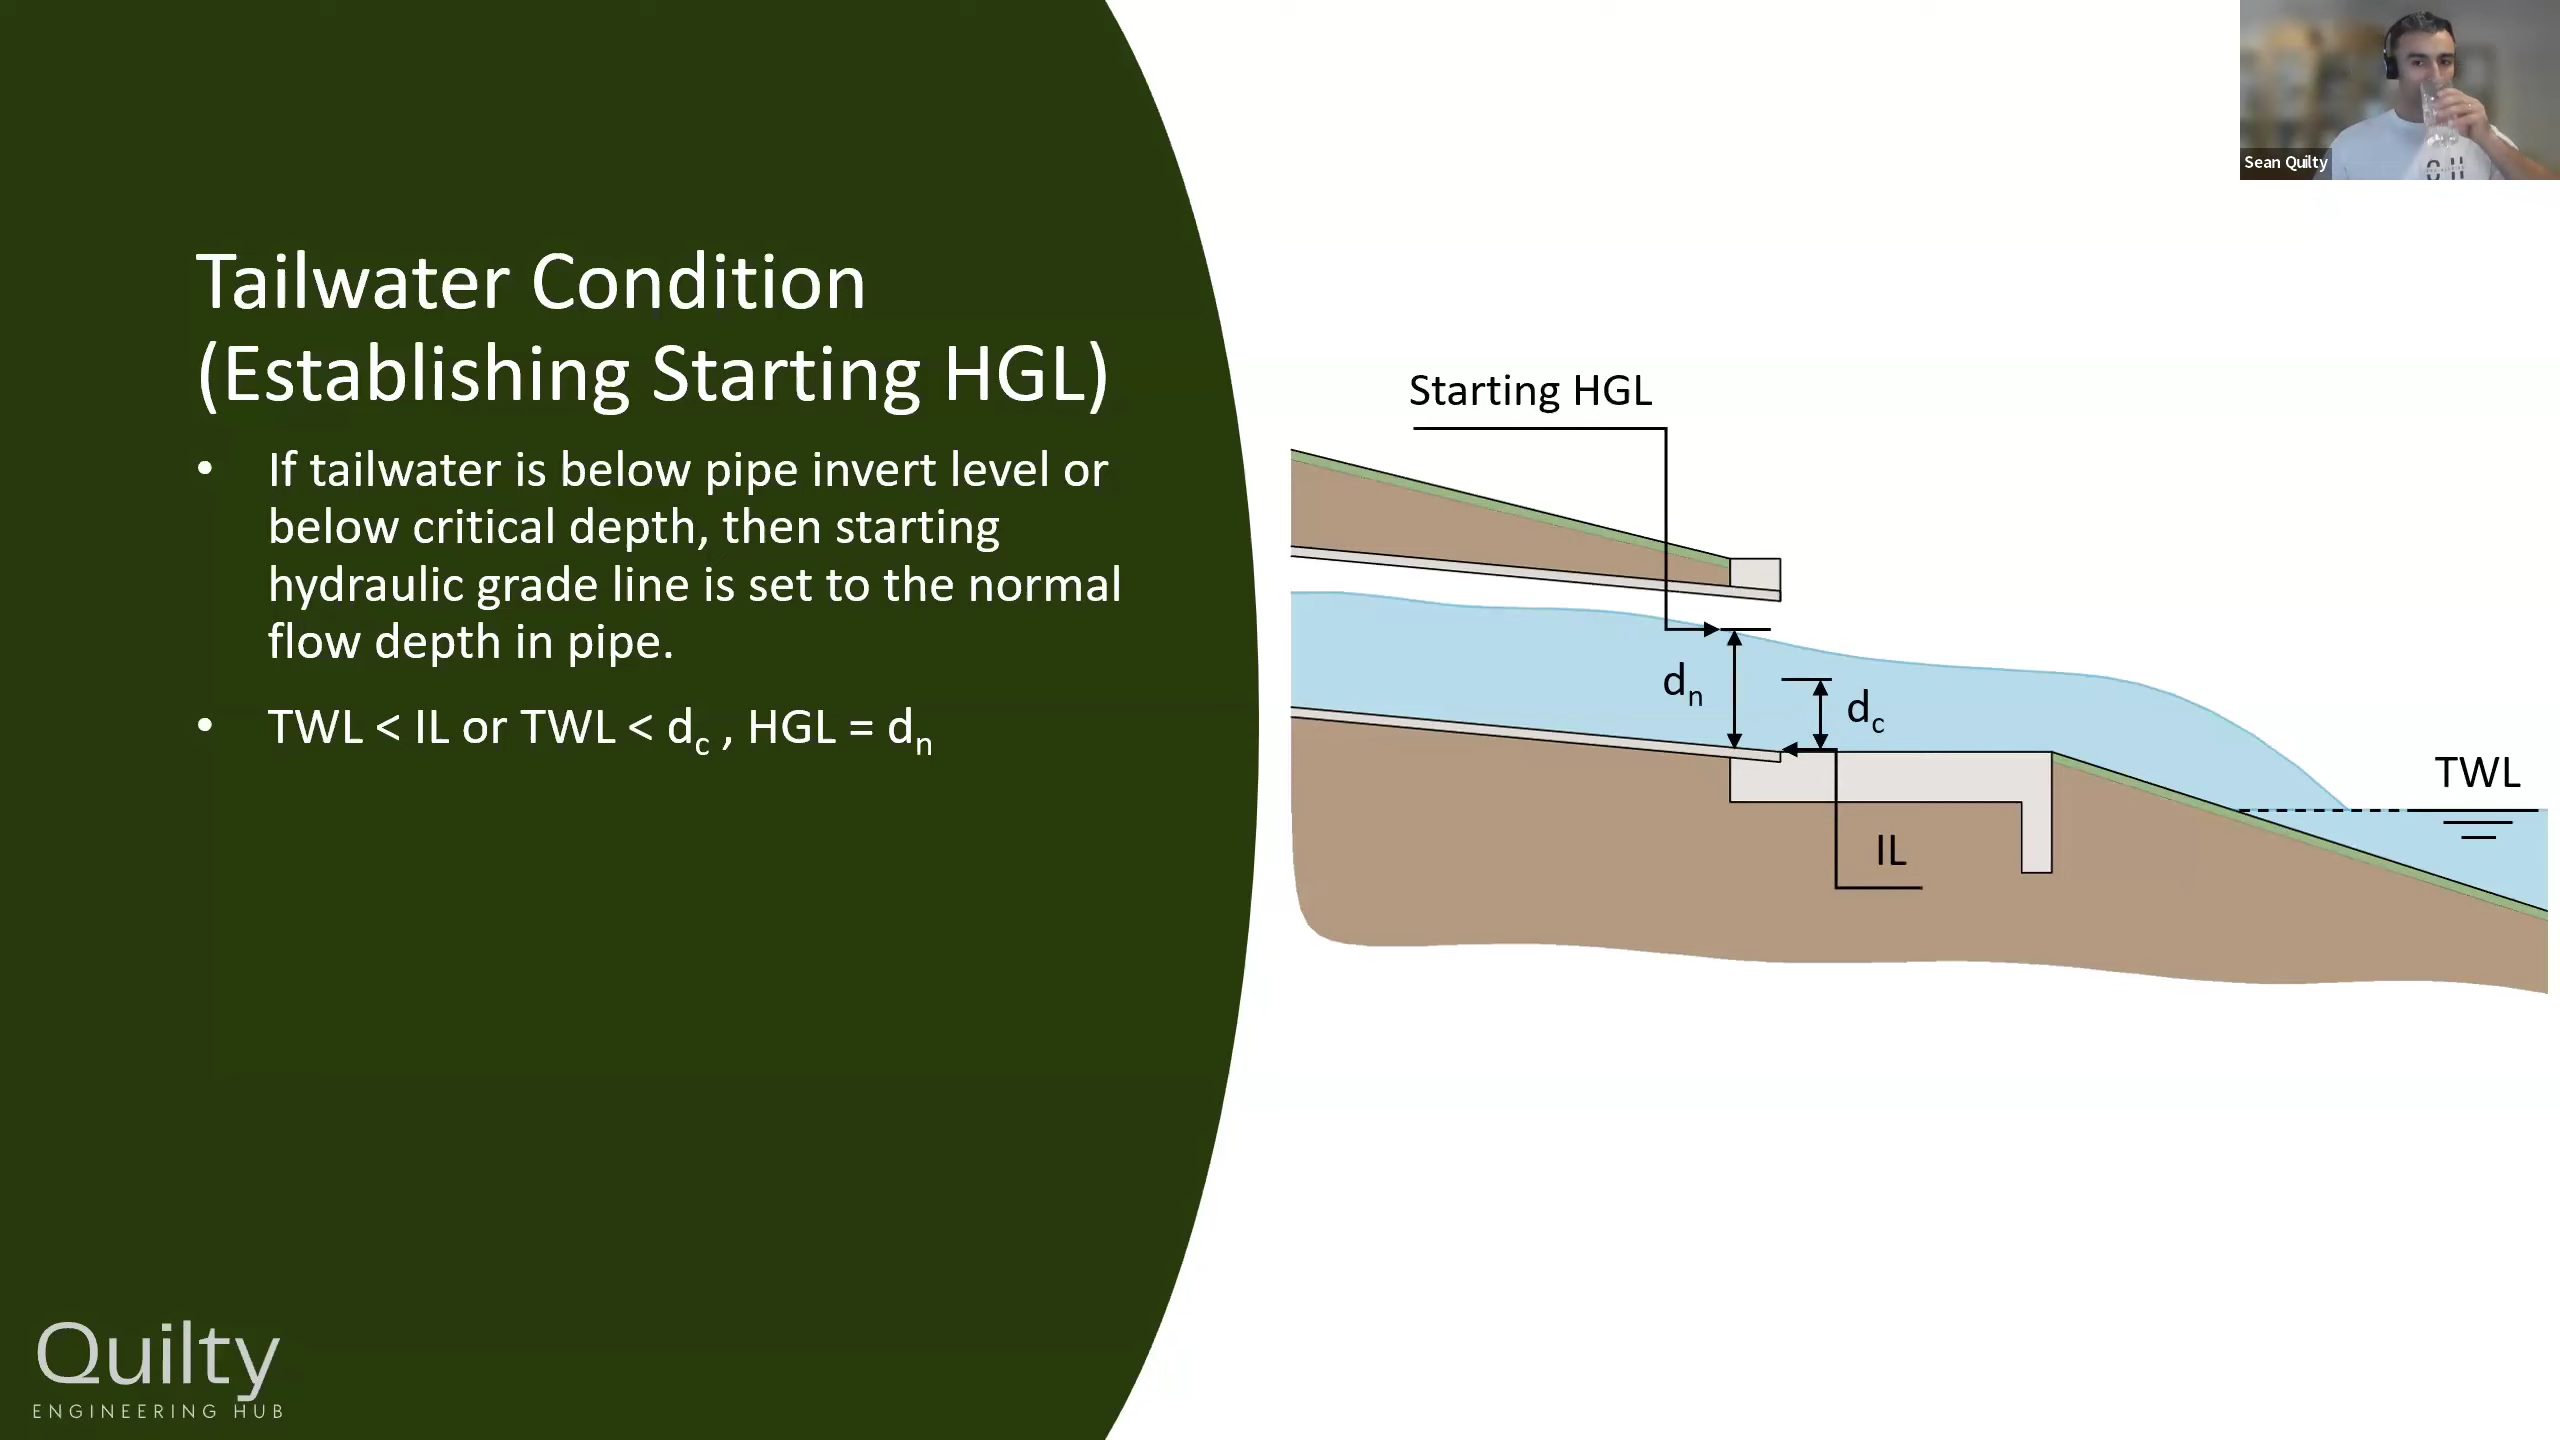 Sean Quilty
Tailwater Condition
(Establishing Starting HGL)
• If tailwater is below pipe invert level or
below critical depth, then starting
hydraulic grade line is set to the normal
flow depth in pipe.
• TWL < IL or TWL < dc , HGL = dn
Starting HGL
dn
dc
TWL
IL
Quilty
ENGINEERING HUB